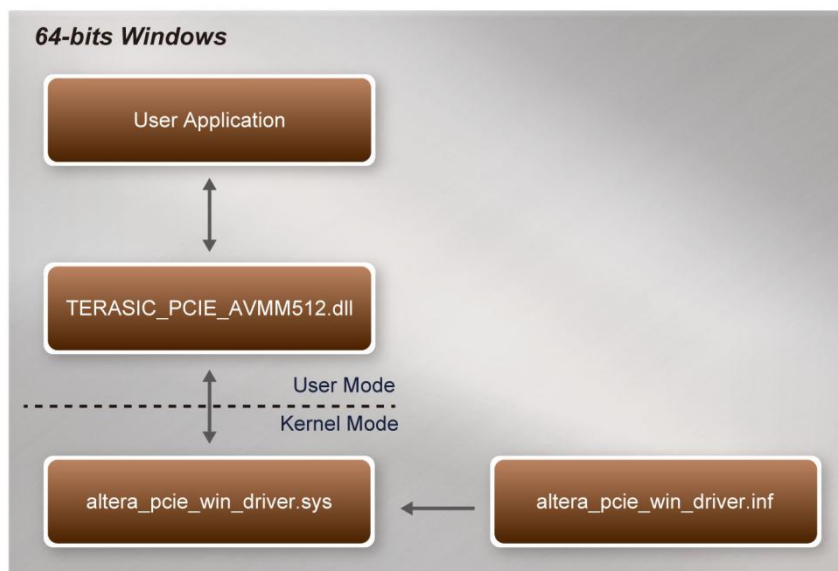 64-bits Windows
User Application
TERASIC_PCIE_AVMM512.dll
User Mode
Kernel Mode
altera_pcie_win_driver.sys
altera_pcie_win_driver.inf